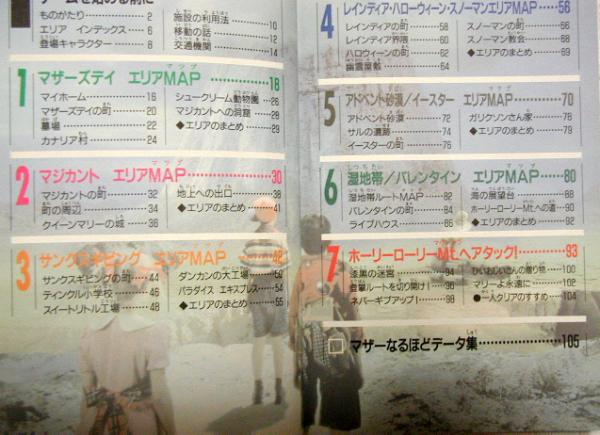 ゲームを始める前に
ものがたり 2
エリア インデックス 6
登場キャラクター 8
施設の利用法 10
移動の話 12
交通機関 14
1 マザーズデイ エリアMAP 16
マイホーム 16
マザーズデイの町 20
墓場 22
カナリア村 24
シュークリーム動物園 26
マジカントへの洞窟 28
◆エリアのまとめ 29
2 マジカント エリアMAP 30
マジカントの町 32
町の周辺 34
クイーンマリーの城 36
地上への出口 38
◆エリアのまとめ 41
3 サンクスギビング エリアMAP 42
サンクスギビングの町 44
ティンクル小学校 46
スイートリトル工場 48
ダンカンの大工場 50
パラダイス エキスプレス 54
◆エリアのまとめ 55
4 レインディア・ハロウィーン・スノーマンエリアMAP 56
レインディアの町 58
レインディア界隈 60
ハロウィーンの町 62
幽霊屋敷 64
スノーマンの町 66
スノーマン教会 68
◆エリアのまとめ 69
5 アドベント砂漠/イースター エリアMAP 70
アドベント砂漠 72
サルの遺跡 74
イースターの町 76
ガリクソンさん家 78
◆エリアのまとめ 79
6 湿地帯/バレンタイン エリアMAP 80
湿地帯ルートMAP 82
バレンタインの町 84
ライブハウス 86
海の展望台 88
ホーリーローリーMt.への道 90
◆エリアのまとめ 92
7 ホーリーローリーMt.へアタック! 93
漆黒の迷宮 94
登攀ルートを切り開け! 96
ネバーギブアップ! 98
ひいおじいさんの贈り物 100
マリーよ永遠に 102
●一人クリアのすすめ 104
マザーなるほどデータ集 105